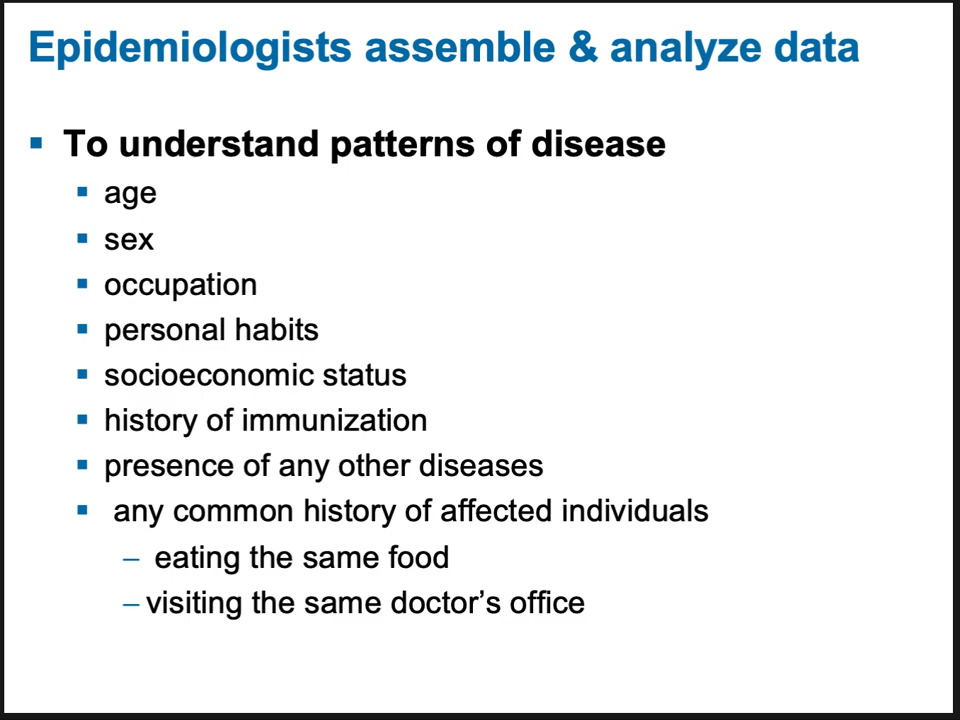 Epidemiologists assemble & analyze data
▪ To understand patterns of disease
▪ age
▪ sex
▪ occupation
▪ personal habits
▪ socioeconomic status
▪ history of immunization
▪ presence of any other diseases
▪ any common history of affected individuals
– eating the same food
– visiting the same doctor’s office